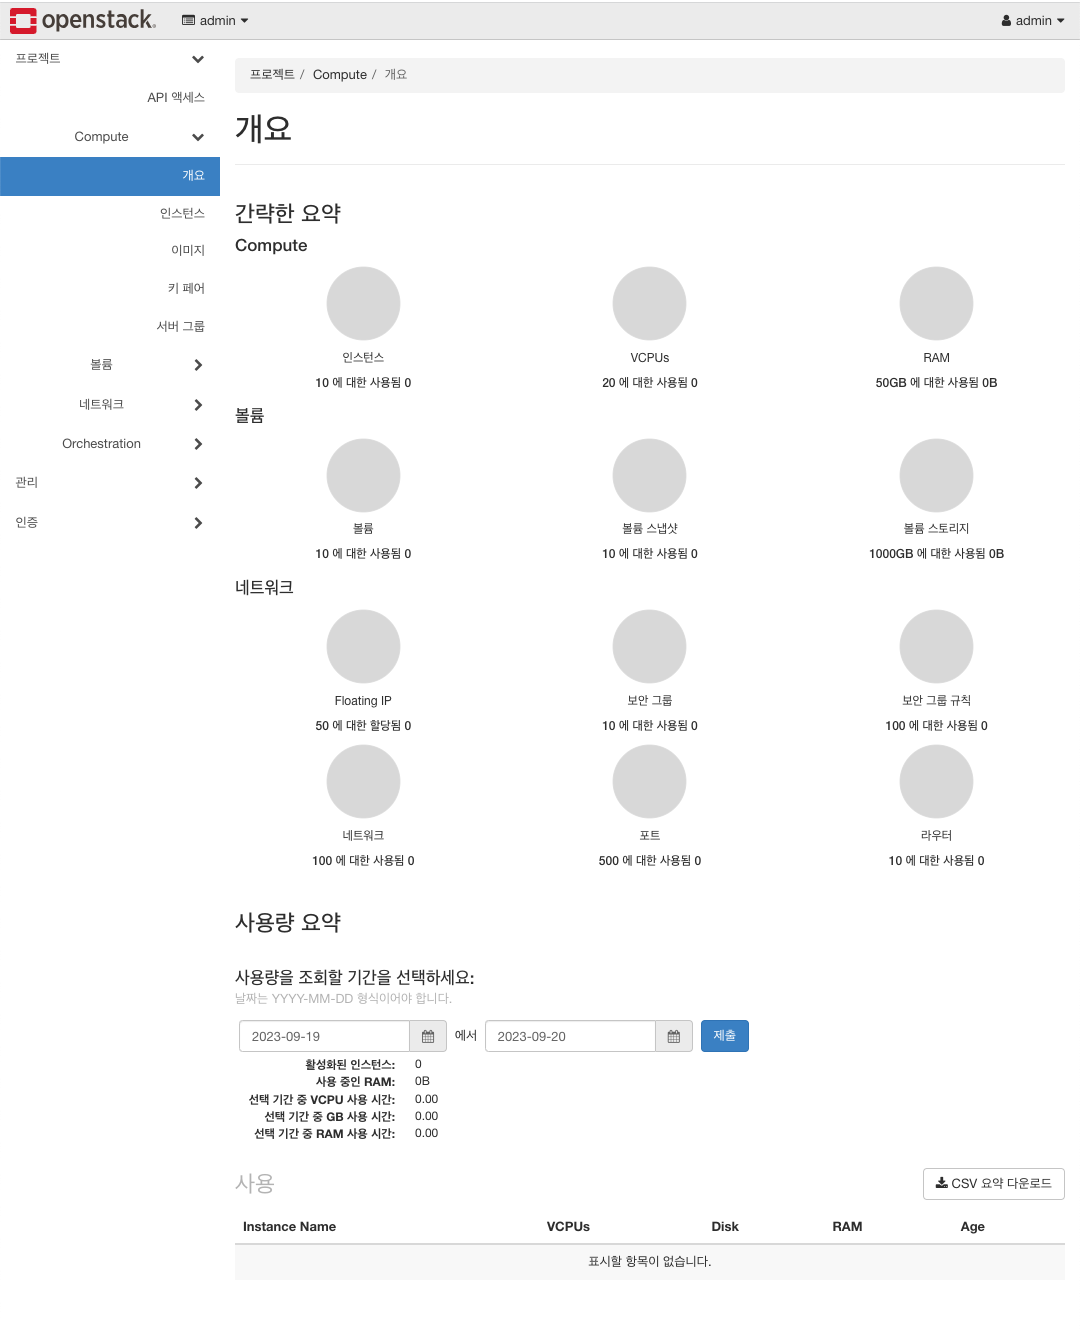 openstack. admin admin
프로젝트
API 액세스
Compute
개요
인스턴스
이미지
키 페어
서버 그룹
볼륨
네트워크
Orchestration
관리
인증
프로젝트 / Compute / 개요
개요
간략한 요약
Compute
인스턴스 VCPUs RAM
10 에 대한 사용됨 0 20 에 대한 사용됨 0 50GB 에 대한 사용됨 0B
볼륨
볼륨 볼륨 스냅샷 볼륨 스토리지
10 에 대한 사용됨 0 10 에 대한 사용됨 0 1000GB 에 대한 사용됨 0B
네트워크
Floating IP 보안 그룹 보안 그룹 규칙
50 에 대한 할당됨 0 10 에 대한 사용됨 0 100 에 대한 사용됨 0
네트워크 포트 라우터
100 에 대한 사용됨 0 500 에 대한 사용됨 0 10 에 대한 사용됨 0
사용량 요약
사용량을 조회할 기간을 선택하세요:
날짜는 YYYY-MM-DD 형식이어야 합니다.
2023-09-19 에서 2023-09-20 제출
활성화된 인스턴스: 0
사용 중인 RAM: 0B
선택 기간 중 VCPU 사용 시간: 0.00
선택 기간 중 GB 사용 시간: 0.00
선택 기간 중 RAM 사용 시간: 0.00
사용 CSV 요약 다운로드
Instance Name VCPUs Disk RAM Age
표시할 항목이 없습니다.